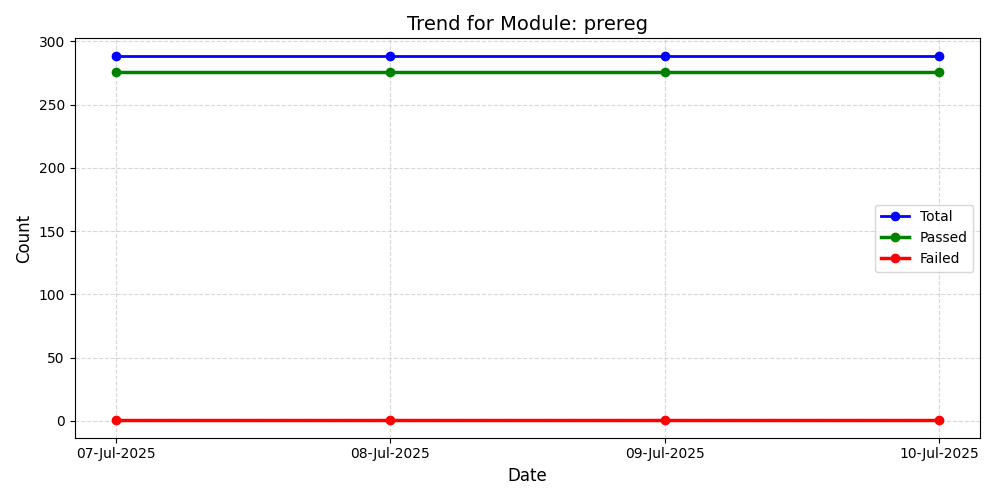 Trend for Module: prereg
300
250
200
150
100
50
0
Count
Total
Passed
Failed
07-Jul-2025
08-Jul-2025
09-Jul-2025
10-Jul-2025
Date